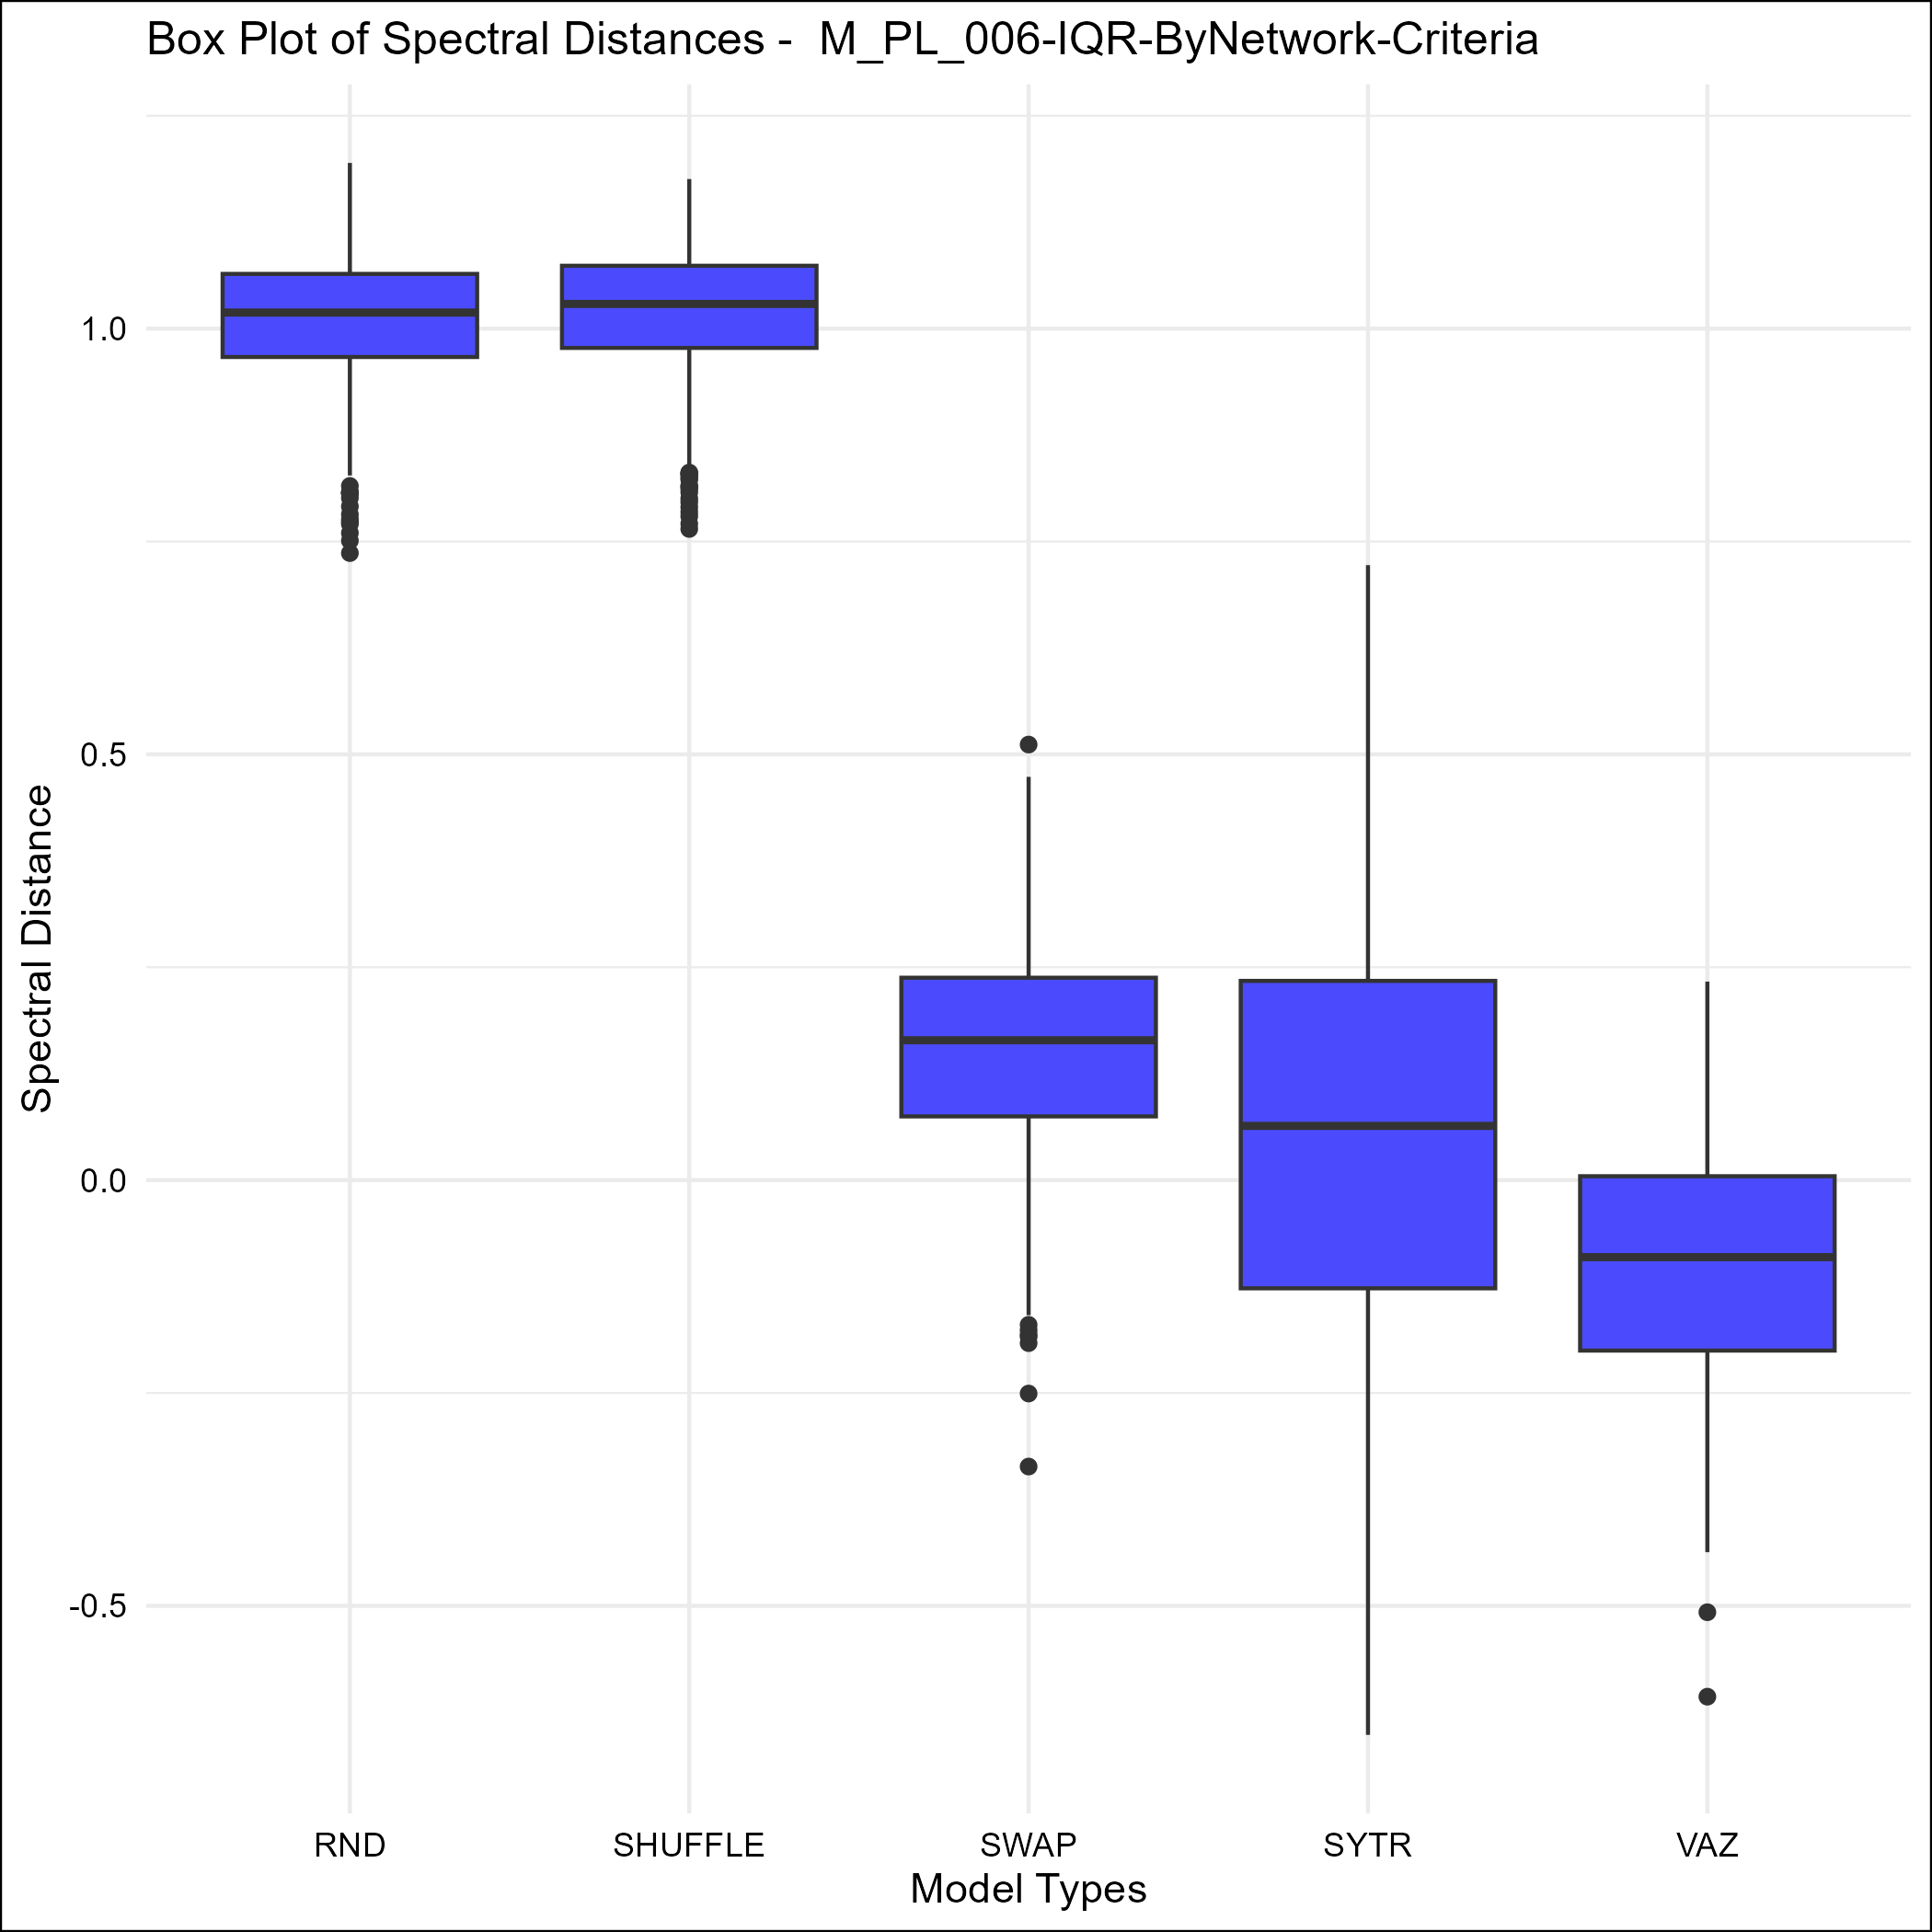 Box Plot of Spectral Distances -  M_PL_006-IQR-ByNetwork-Criteria
Spectral Distance
1.0
0.5
0.0
-0.5
RND
SHUFFLE
SWAP
SYTR
VAZ
Model Types